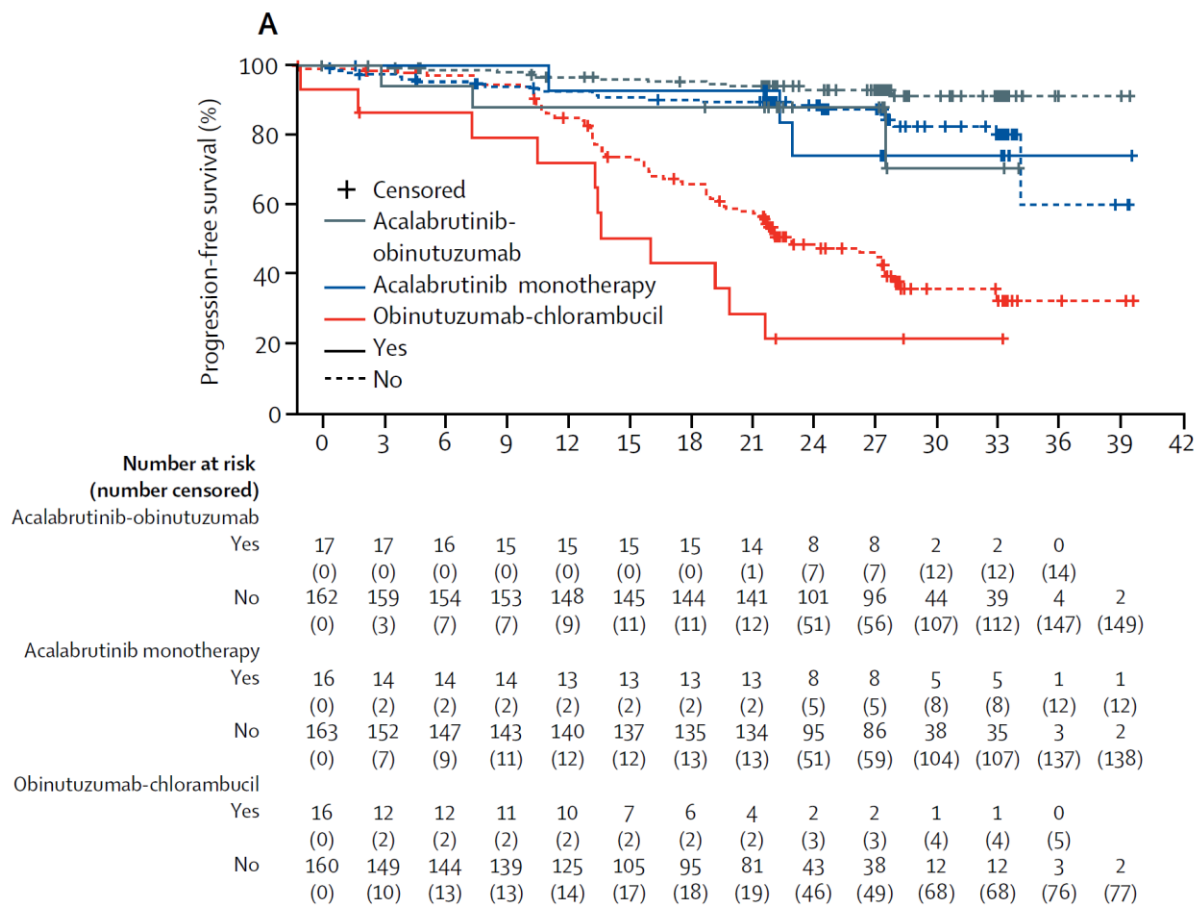 A
Progression-free survival (%)
100
80
60
40
20
0
Censored
Acalabrutinib-
obinutuzumab
Acalabrutinib monotherapy
Obinutuzumab-chlorambucil
Yes
No
0 3 6 9 12 15 18 21 24 27 30 33 36 39 42
Number at risk
(number censored)
Acalabrutinib-obinutuzumab
Yes 17 17 16 15 15 15 15 14 8 8 2 2 0
(0) (0) (0) (0) (0) (0) (0) (1) (7) (7) (12) (12) (14)
No 162 159 154 153 148 145 144 141 101 96 44 39 4 2
(0) (3) (7) (7) (9) (11) (11) (12) (51) (56) (107) (112) (147) (149)
Acalabrutinib monotherapy
Yes 16 14 14 14 13 13 13 13 8 8 5 5 1 1
(0) (2) (2) (2) (2) (2) (2) (2) (5) (5) (8) (8) (12) (12)
No 163 152 147 143 140 137 135 134 95 86 38 35 3 2
(0) (7) (9) (11) (12) (12) (13) (13) (51) (59) (104) (107) (137) (138)
Obinutuzumab-chlorambucil
Yes 16 12 12 11 10 7 6 4 2 2 1 1 0
(0) (2) (2) (2) (2) (2) (2) (2) (3) (3) (4) (4) (5)
No 160 149 144 139 125 105 95 81 43 38 12 12 3 2
(0) (10) (13) (13) (14) (17) (18) (19) (46) (49) (68) (68) (76) (77)